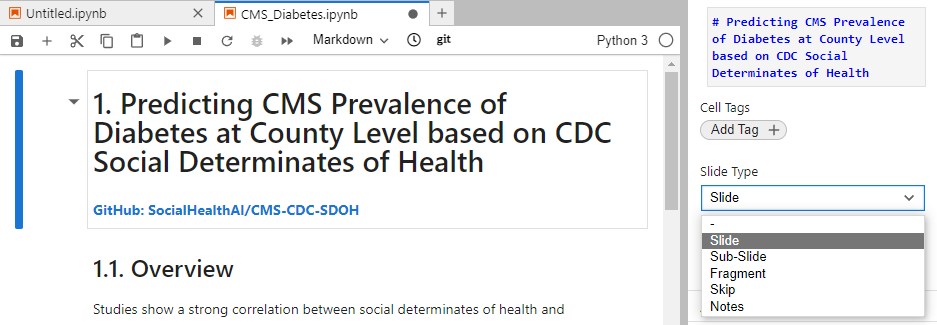 Untitled.ipynb
CMS_Diabetes.ipynb
Markdown
git
Python 3
1. Predicting CMS Prevalence of
Diabetes at County Level based on CDC
Social Determinates of Health
GitHub: SocialHealthAI/CMS-CDC-SDOH
1.1. Overview
Studies show a strong correlation between social determinates of health and
# Predicting CMS Prevalence
of Diabetes at County Level
based on CDC Social
Determinates of Health
Cell Tags
Add Tag
Slide Type
Slide
-
Slide
Sub-Slide
Fragment
Skip
Notes